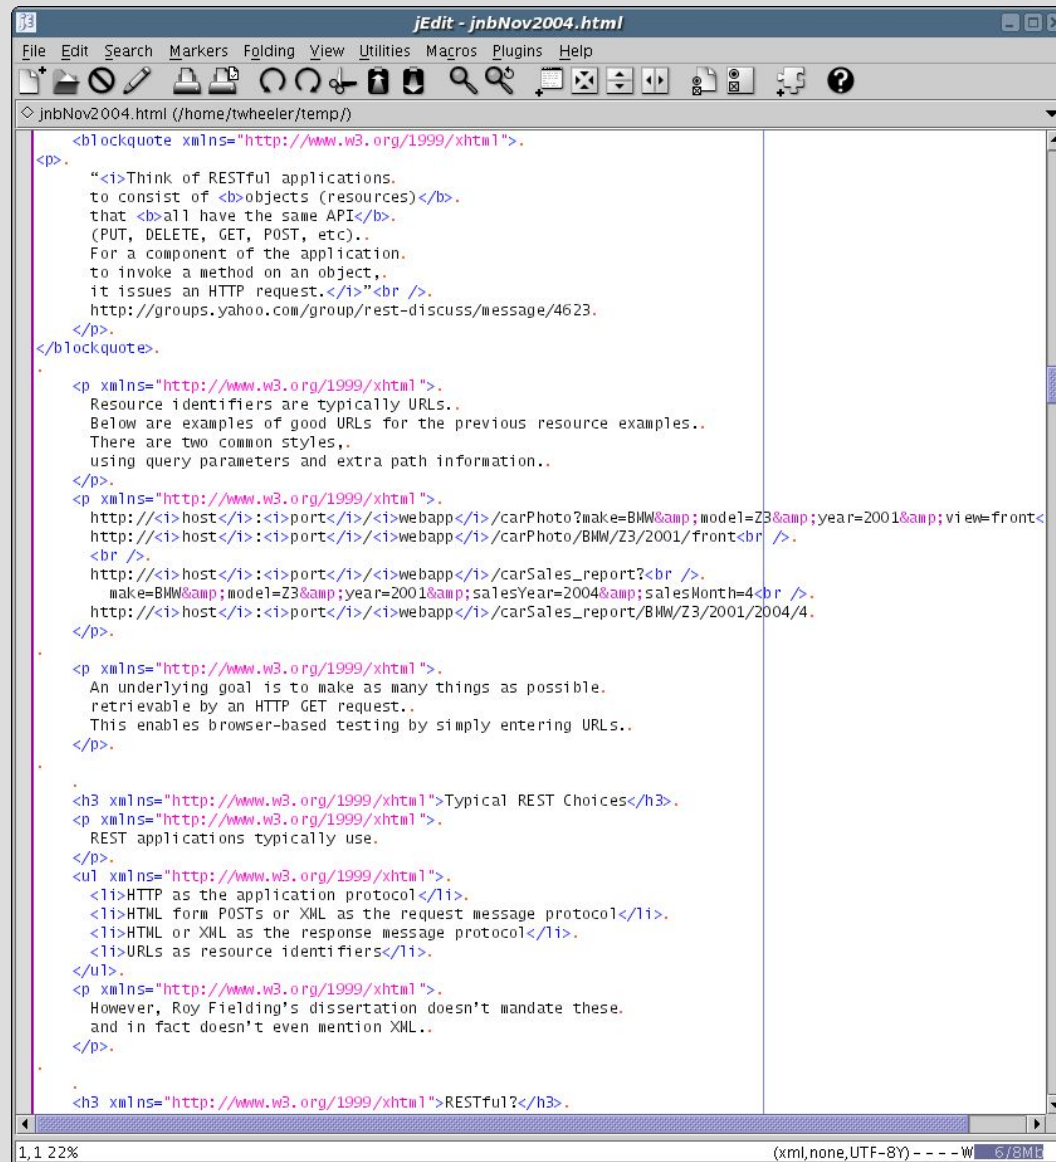 jEdit - jnbNov2004.html
File Edit Search Markers Folding View Utilities Macros Plugins Help
jnbNov2004.html (/home/twheeler/temp/)
<blockquote xmlns="http://www.w3.org/1999/xhtml">.
<p>.
“<i>Think of RESTful applications.
to consist of <b>objects (resources)</b>.
that <b>all have the same API</b>.
(PUT, DELETE, GET, POST, etc)..
For a component of the application.
to invoke a method on an object,.
it issues an HTTP request.</i>”<br />.
http://groups.yahoo.com/group/rest-discuss/message/4623.
</p>.
</blockquote>.
.
<p xmlns="http://www.w3.org/1999/xhtml">.
Resource identifiers are typically URLs..
Below are examples of good URLs for the previous resource examples..
There are two common styles,.
using query parameters and extra path information..
</p>.
<p xmlns="http://www.w3.org/1999/xhtml">.
http://<i>host</i>:<i>port</i>/<i>webapp</i>/carPhoto?make=BMW&amp;model=Z3&amp;year=2001&amp;view=front<
http://<i>host</i>:<i>port</i>/<i>webapp</i>/carPhoto/BMW/Z3/2001/front<br />.
<br />.
http://<i>host</i>:<i>port</i>/<i>webapp</i>/carSales_report?<br />.
make=BMW&amp;model=Z3&amp;year=2001&amp;salesYear=2004&amp;salesMonth=4<br />.
http://<i>host</i>:<i>port</i>/<i>webapp</i>/carSales_report/BMW/Z3/2001/2004/4.
</p>.
.
<p xmlns="http://www.w3.org/1999/xhtml">.
An underlying goal is to make as many things as possible.
retrievable by an HTTP GET request..
This enables browser-based testing by simply entering URLs..
</p>.
.
.
<h3 xmlns="http://www.w3.org/1999/xhtml">Typical REST Choices</h3>.
<p xmlns="http://www.w3.org/1999/xhtml">.
REST applications typically use.
</p>.
<ul xmlns="http://www.w3.org/1999/xhtml">.
<li>HTTP as the application protocol</li>.
<li>HTML form POSTs or XML as the request message protocol</li>.
<li>HTML or XML as the response message protocol</li>.
<li>URLs as resource identifiers</li>.
</ul>.
<p xmlns="http://www.w3.org/1999/xhtml">.
However, Roy Fielding’s dissertation doesn’t mandate these.
and in fact doesn’t even mention XML..
</p>.
.
.
<h3 xmlns="http://www.w3.org/1999/xhtml">RESTful?</h3>.
1,1 22% (xml,none,UTF-8Y) - - - - W 6/8Mb